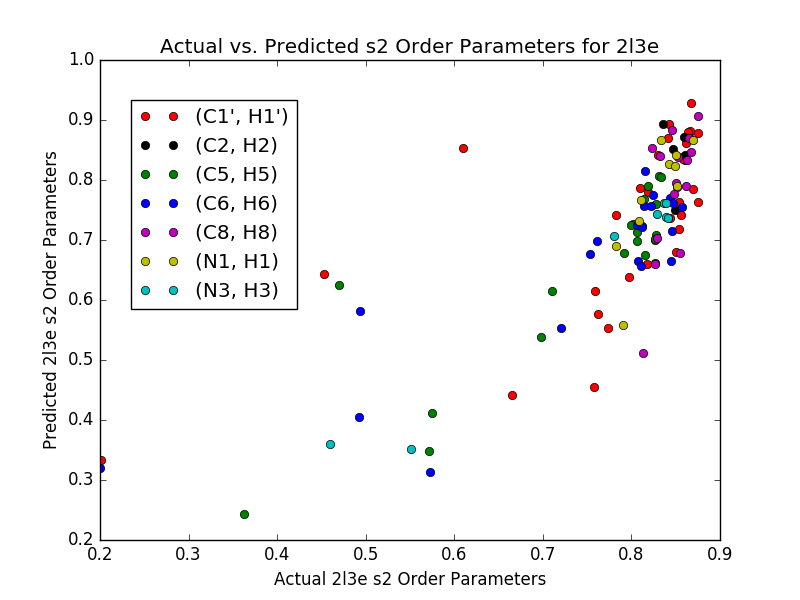 Actual vs. Predicted s2 Order Parameters for 2l3e
1.0
0.9
0.8
0.7
0.6
0.5
0.4
0.3
0.2
Predicted 2l3e s2 Order Parameters
(C1', H1')
(C2, H2)
(C5, H5)
(C6, H6)
(C8, H8)
(N1, H1)
(N3, H3)
0.2 0.3 0.4 0.5 0.6 0.7 0.8 0.9
Actual 2l3e s2 Order Parameters